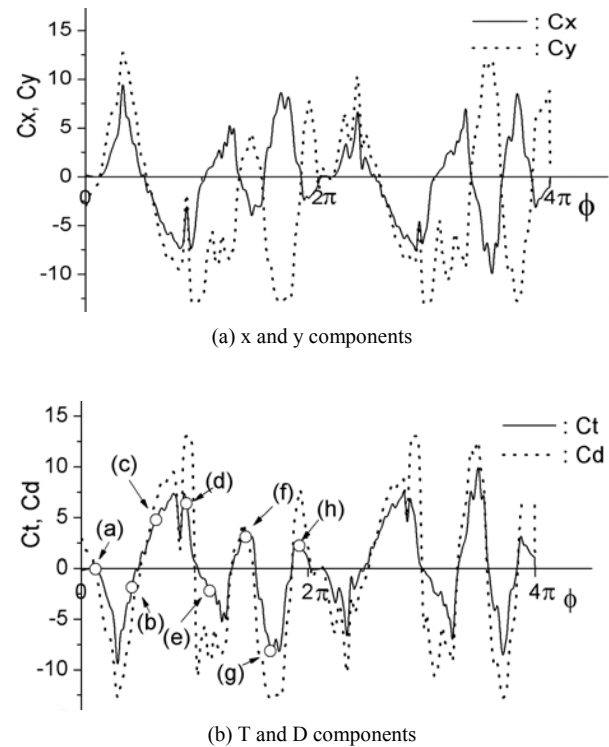 15
10
5
0
-5
-10
Cx, Cy
: Cx
: Cy
0
2π
4π
ϕ
(a) x and y components
15
10
5
0
-5
-10
Ct, Cd
: Ct
: Cd
(a)
(b)
(c)
(d)
(e)
(f)
(g)
(h)
0
2π
4π
ϕ
(b) T and D components